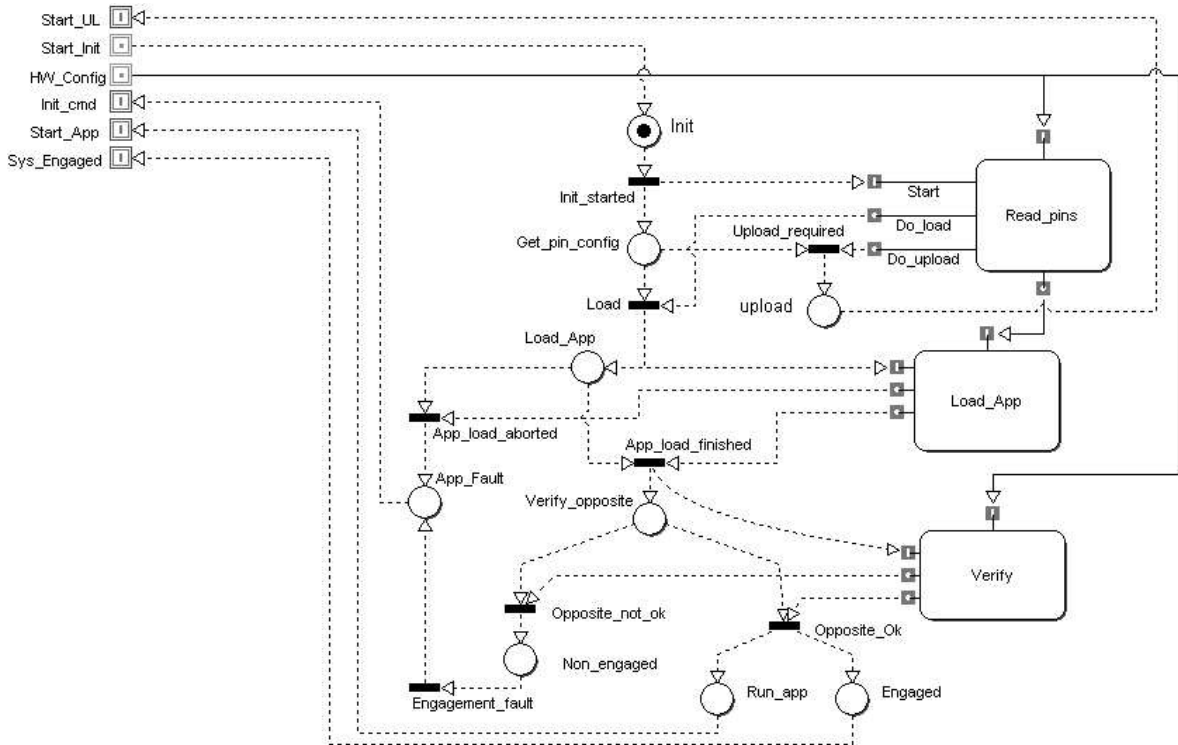 Start_UL
Start_Init
HW_Config
Init_cmd
Start_App
Sys_Engaged
Init
Init_started
Start
Read_pins
Do_load
Get_pin_config
Upload_required
Do_upload
Load
upload
Load_App
Load_App
App_load_aborted
App_load_finished
App_Fault
Verify_opposite
Verify
Opposite_not_ok
Opposite_Ok
Non_engaged
Run_app
Engaged
Engagement_fault